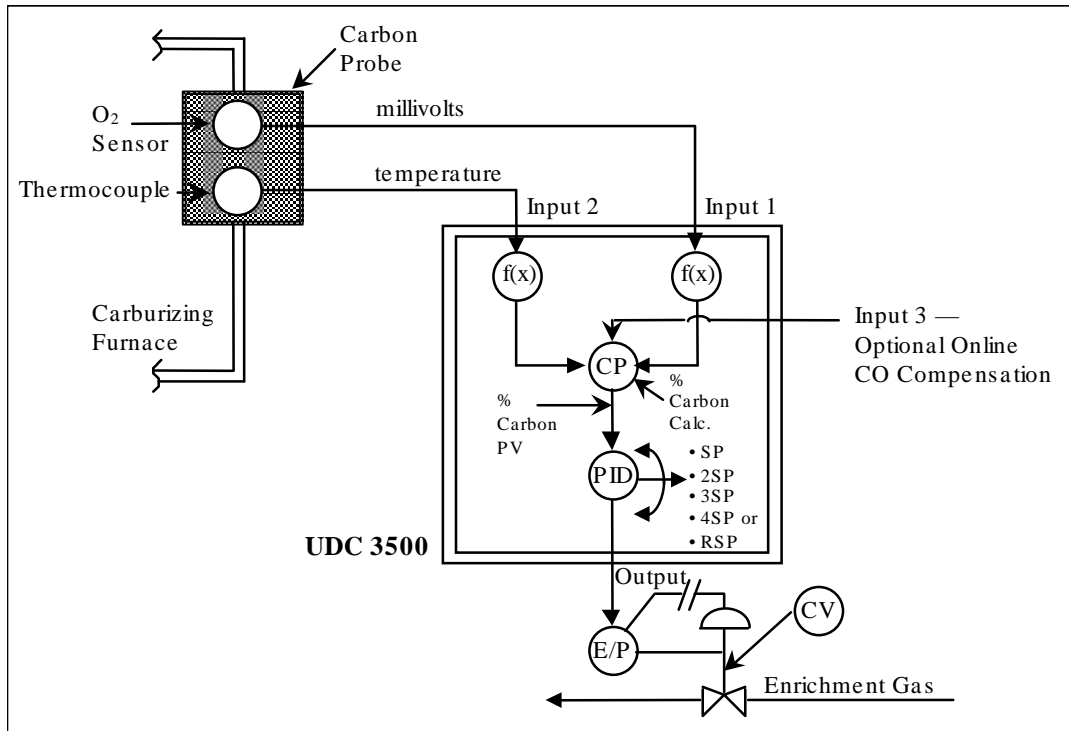 Carbon
Probe
O₂
Sensor
millivolts
Thermocouple
temperature
Input 2
Input 1
f(x)
f(x)
Carburizing
Furnace
Input 3 —
Optional Online
CO Compensation
CP
%
Carbon
PV
%
Carbon
Calc.
PID
• SP
• 2SP
• 3SP
• 4SP or
• RSP
UDC 3500
Output
CV
E/P
Enrichment Gas